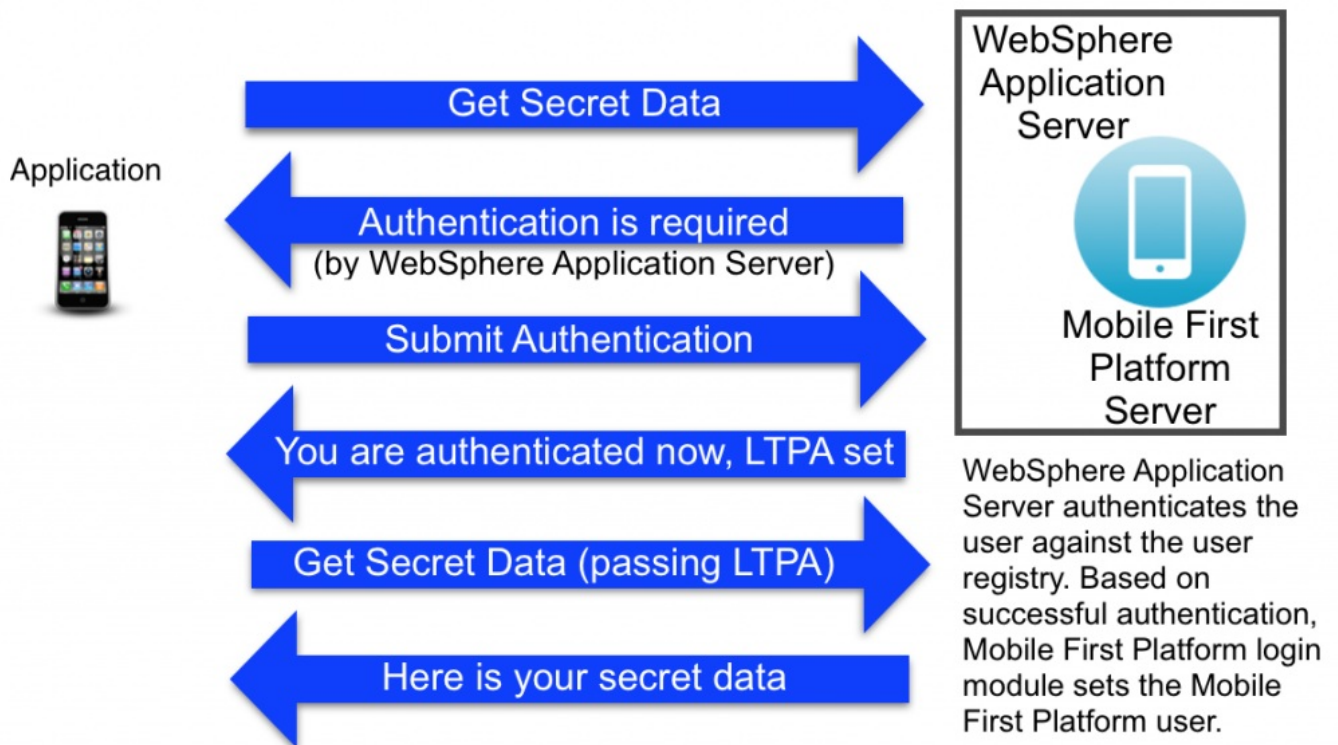 WebSphere
Application
Server
Get Secret Data
Application
Authentication is required
(by WebSphere Application Server)
Mobile First
Platform
Server
Submit Authentication
You are authenticated now, LTPA set
Get Secret Data (passing LTPA)
Here is your secret data
WebSphere Application
Server authenticates the
user against the user
registry. Based on
successful authentication,
Mobile First Platform login
module sets the Mobile
First Platform user.